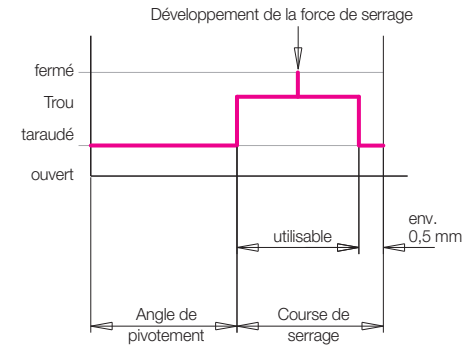 Développement de la force de serrage
fermé
Trou
taraudé
ouvert
utilisable
env.
0,5 mm
Angle de
pivotement
Course de
serrage